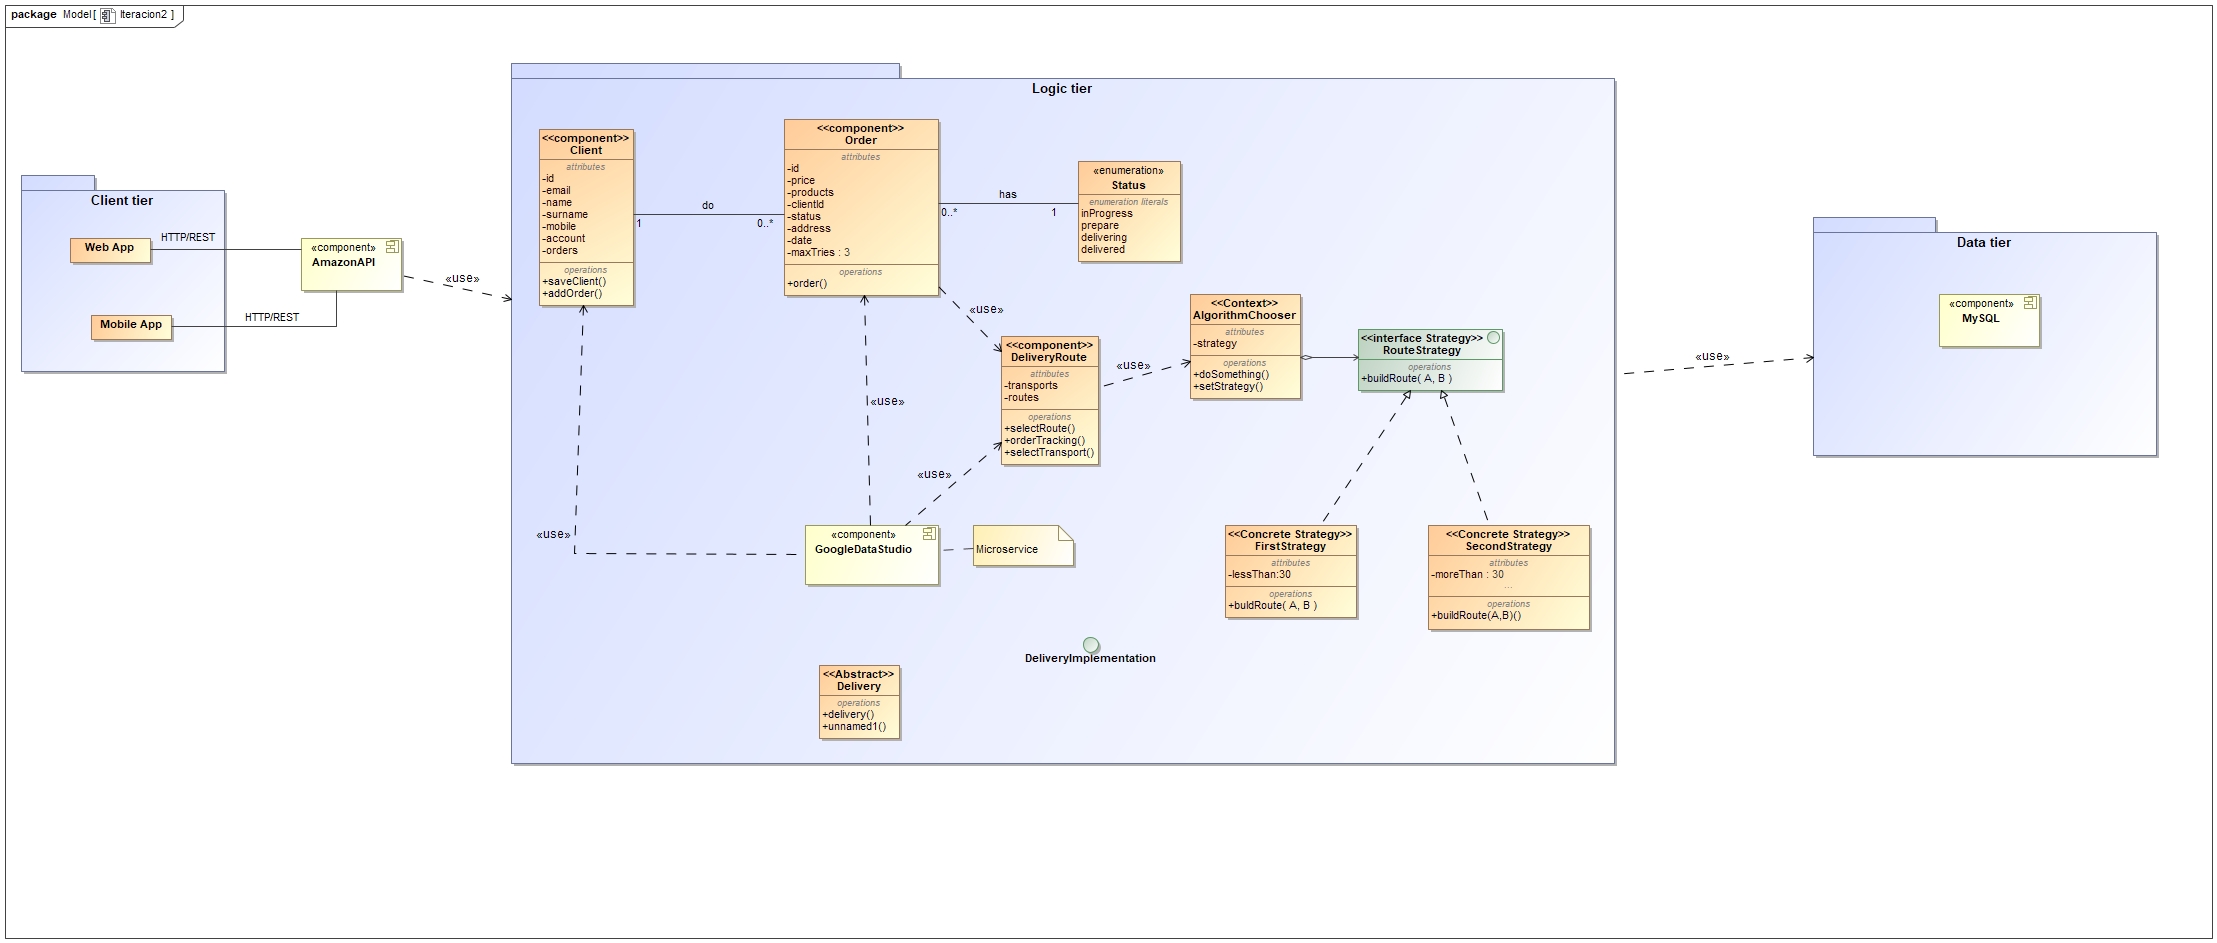 package Model[ Iteracion2 ]
Client tier
Web App
Mobile App
HTTP/REST
HTTP/REST
«component»
AmazonAPI
«use»
Logic tier
<<component>>
Client
attributes
-id
-email
-name
-surname
-mobile
-account
-orders
operations
+saveClient()
+addOrder()
do
1
0..*
<<component>>
Order
attributes
-id
-price
-products
-clientId
-status
-address
-date
-maxTries : 3
operations
+order()
has
0..*
1
«enumeration»
Status
enumeration literals
inProgress
prepare
delivering
delivered
«use»
<<component>>
DeliveryRoute
attributes
-transports
-routes
operations
+selectRoute()
+orderTracking()
+selectTransport()
«use»
<<Context>>
AlgorithmChooser
attributes
-strategy
operations
+doSomething()
+setStrategy()
<<interface Strategy>>
RouteStrategy
operations
+buildRoute( A, B )
«use»
«use»
«use»
«component»
GoogleDataStudio
Microservice
<<Concrete Strategy>>
FirstStrategy
attributes
-lessThan:30
operations
+buldRoute( A, B )
<<Concrete Strategy>>
SecondStrategy
attributes
-moreThan : 30
...
operations
+buildRoute(A,B)()
DeliveryImplementation
<<Abstract>>
Delivery
operations
+delivery()
+unnamed1()
«use»
Data tier
«component»
MySQL